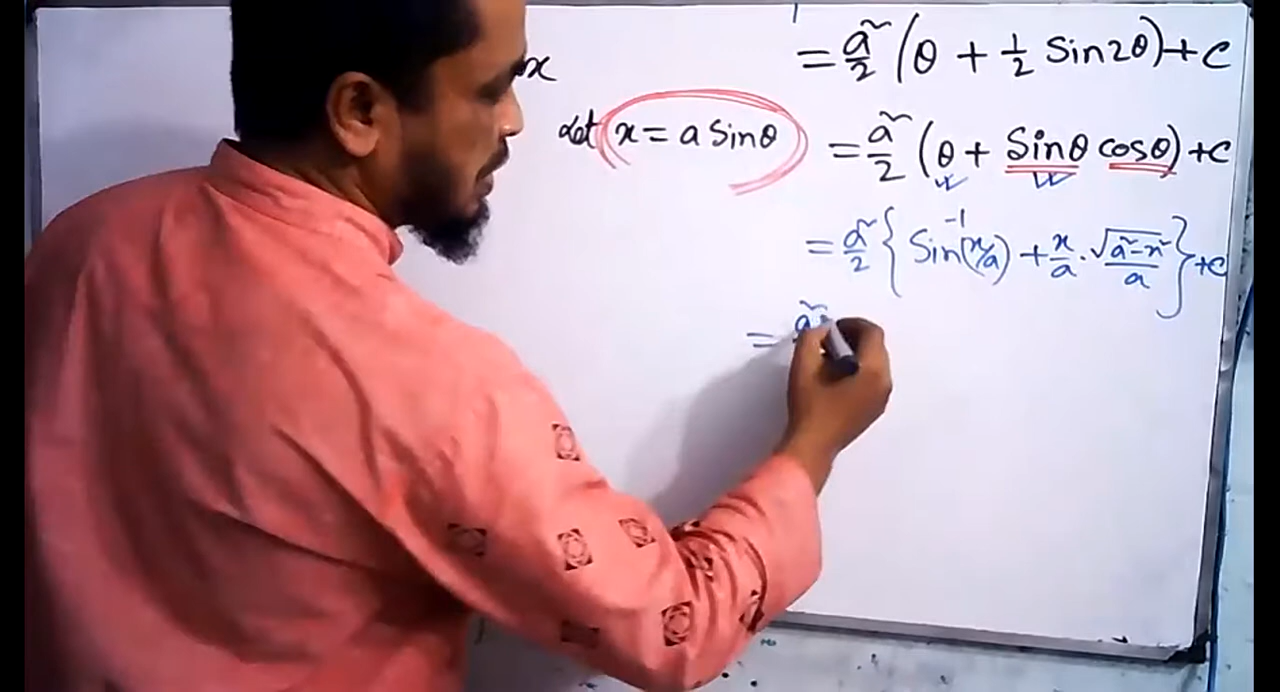 x
Let x = a Sinθ
= a²/2 (θ + 1/2 Sin2θ) + c
= a²/2 (θ + Sinθ cosθ) + c
= a²/2 { Sin⁻¹(x/a) + x/a · √(a²-x²)/a } + c
= a²